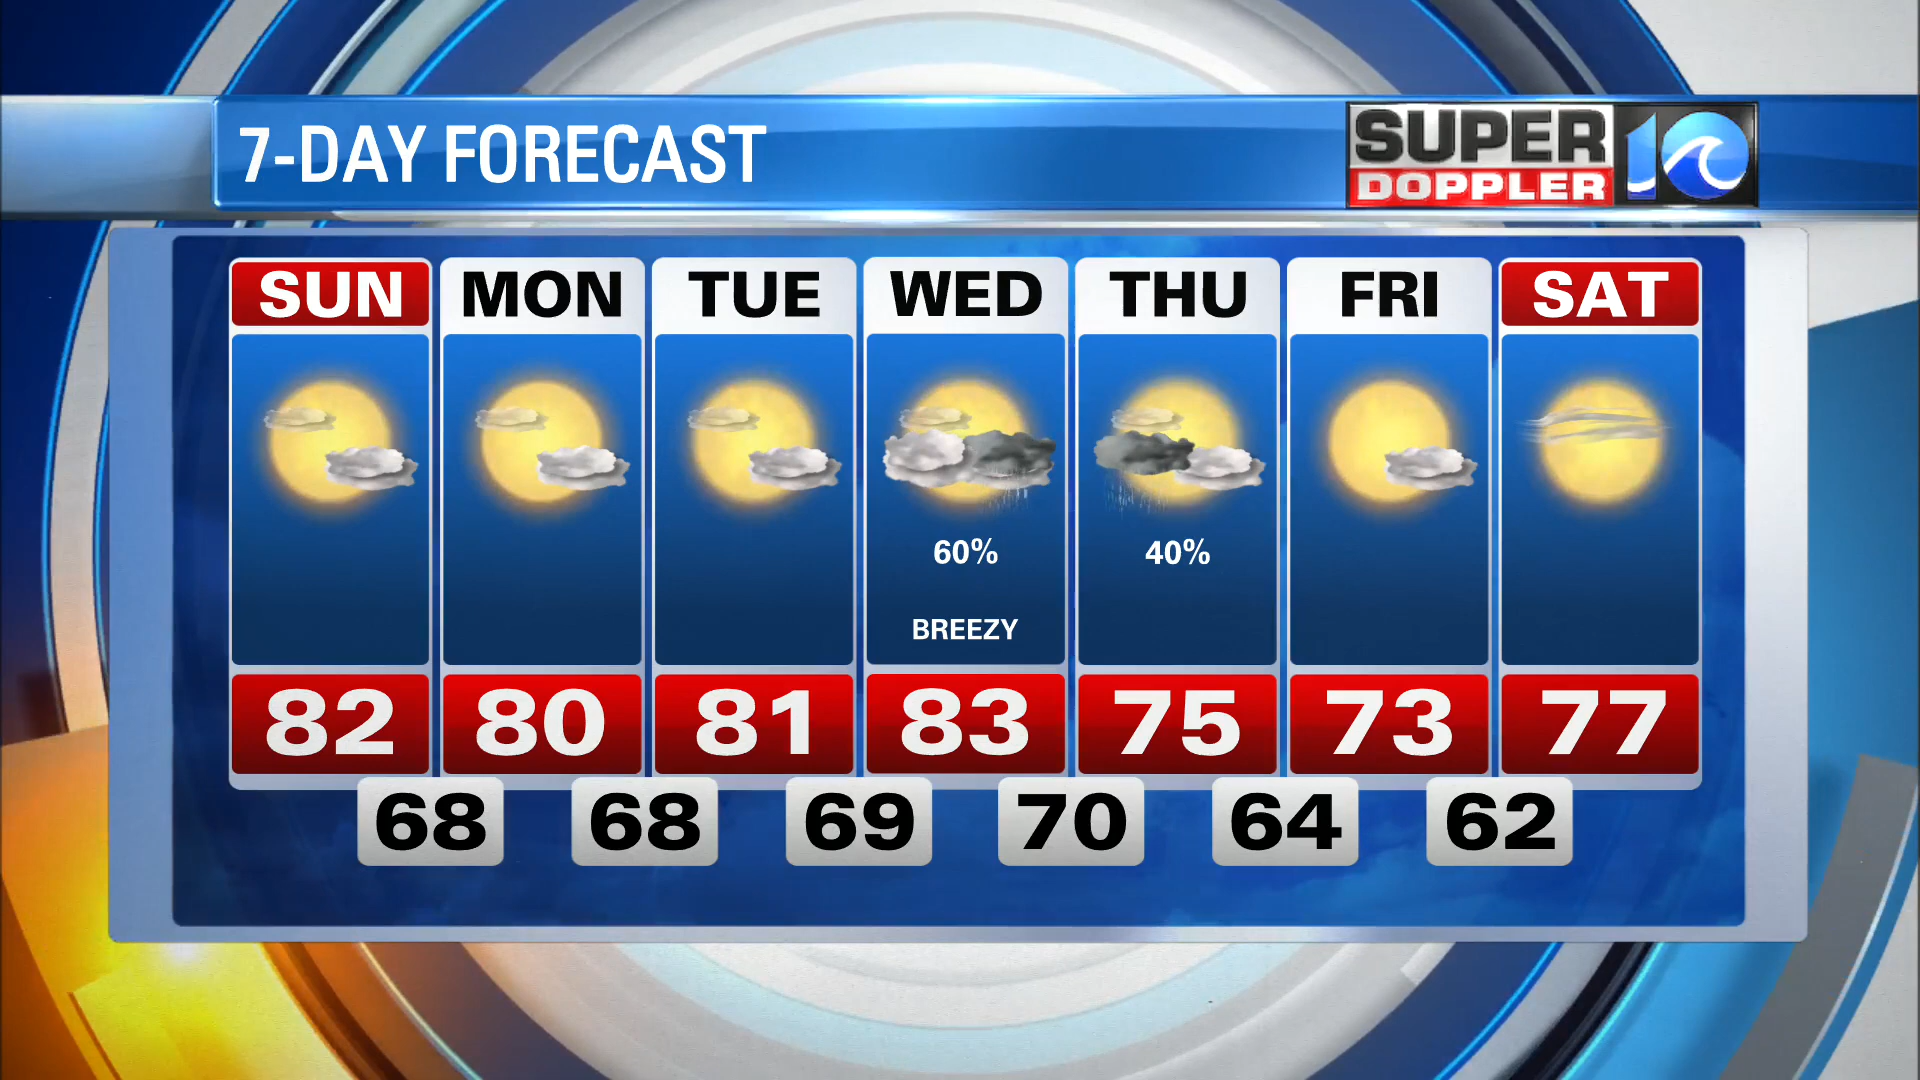 7-DAY FORECAST
SUPER
DOPPLER
10
SUN MON TUE WED THU FRI SAT
60% 40%
BREEZY
82 80 81 83 75 73 77
68 68 69 70 64 62